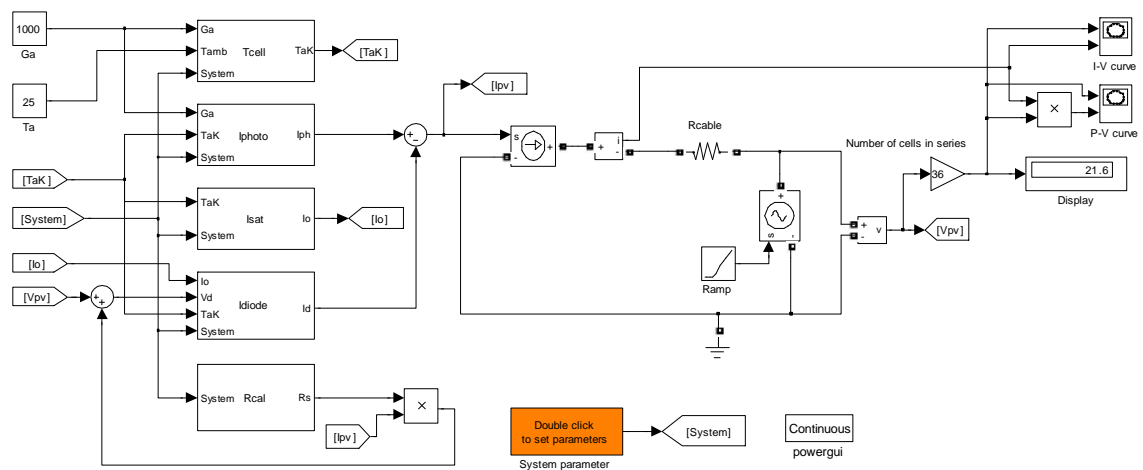 1000
Ga
25
Ta
Ga
Tamb
System
Tcell
TaK
[TaK]
Ga
TaK
System
Iphoto
Iph
[TaK]
[System]
TaK
System
Isat
Io
[Io]
[Io]
[Vpv]
Io
Vd
TaK
System
Idiode
Id
System
Rcal
Rs
[Ipv]
×
[Ipv]
s
-
+
+
i
-
Rcable
+
s
-
Ramp
+
-
v
Number of cells in series
36
[Vpv]
×
I-V curve
P-V curve
21.6
Display
Double click
to set parameters
System parameter
[System]
Continuous
powergui